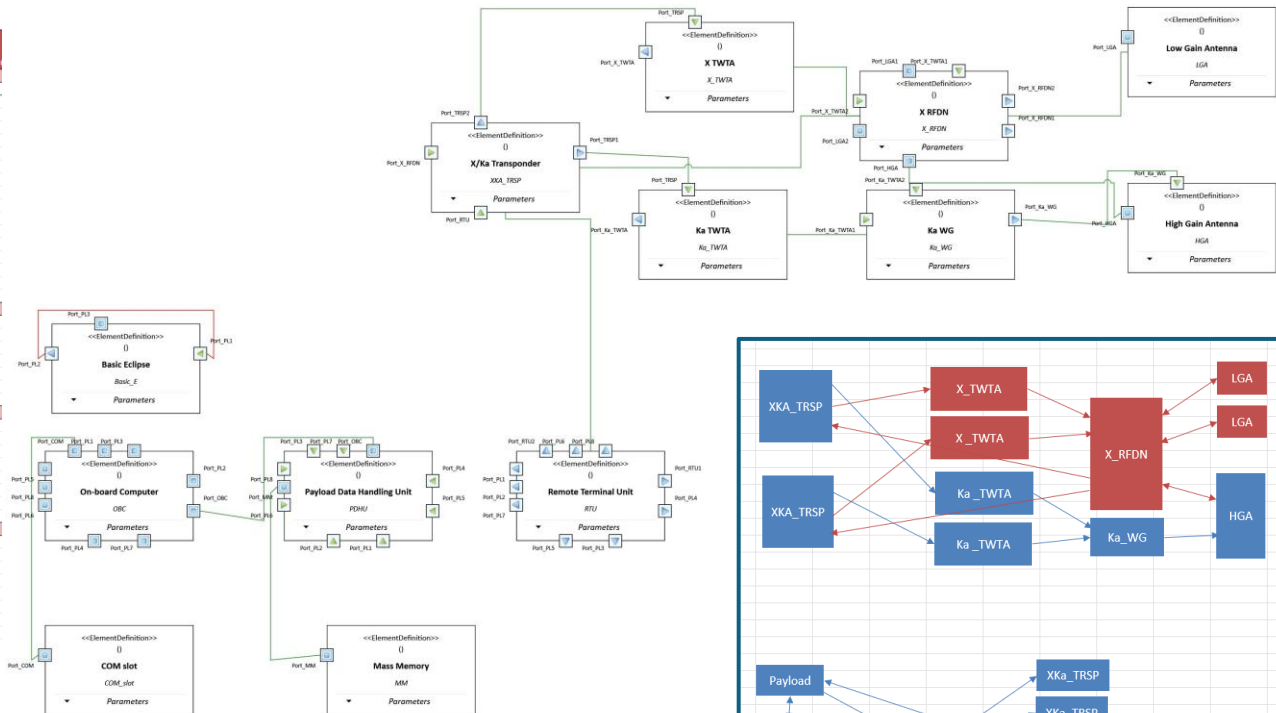 Port_TRSP
<<ElementDefinition>>
()
X TWTA
X_TWTA
Parameters
Port_X_TWTA
<<ElementDefinition>>
()
Low Gain Antenna
LGA
Parameters
Port_LGA
Port_LGA1 Port_X_TWTA1
<<ElementDefinition>>
()
X RFDN
X_RFDN
Parameters
Port_X_RFDN2
Port_X_RFDN1
Port_X_TWTA2
Port_LGA2
Port_HGA
Port_TRSP2
<<ElementDefinition>>
()
X/Ka Transponder
XKA_TRSP
Parameters
Port_X_RFDN
Port_TRSP1
Port_RTU
Port_TRSP
<<ElementDefinition>>
()
Ka TWTA
Ka_TWTA
Parameters
Port_Ka_TWTA
Port_Ka_TWTA2
<<ElementDefinition>>
()
Ka WG
Ka_WG
Parameters
Port_Ka_TWTA1
Port_Ka_WG
Port_Ka_WG
<<ElementDefinition>>
()
High Gain Antenna
HGA
Parameters
Port_HGA
Port_PL3
<<ElementDefinition>>
()
Basic Eclipse
Basic_E
Parameters
Port_PL2
Port_PL1
Port_COM Port_PL1 Port_PL3
<<ElementDefinition>>
()
On-board Computer
OBC
Parameters
Port_PL5
Port_PL8
Port_PL6
Port_PL2
Port_OBC
Port_PL4 Port_PL7
Port_PL3 Port_PL7 Port_OBC
<<ElementDefinition>>
()
Payload Data Handling Unit
PDHU
Parameters
Port_PL8
Port_MM
Port_PL6
Port_PL4
Port_PL5
Port_PL2 Port_PL1
Port_RTU2 Port_PL6 Port_PL8
<<ElementDefinition>>
()
Remote Terminal Unit
RTU
Parameters
Port_PL1
Port_PL2
Port_PL7
Port_RTU1
Port_PL4
Port_PL5 Port_PL3
<<ElementDefinition>>
()
COM slot
COM_slot
Parameters
Port_COM
<<ElementDefinition>>
()
Mass Memory
MM
Parameters
Port_MM
XKA_TRSP
X_TWTA
LGA
X _TWTA
LGA
X_RFDN
XKA_TRSP
Ka _TWTA
HGA
Ka _TWTA
Ka_WG
Payload
XKa_TRSP
XKa_TRSP